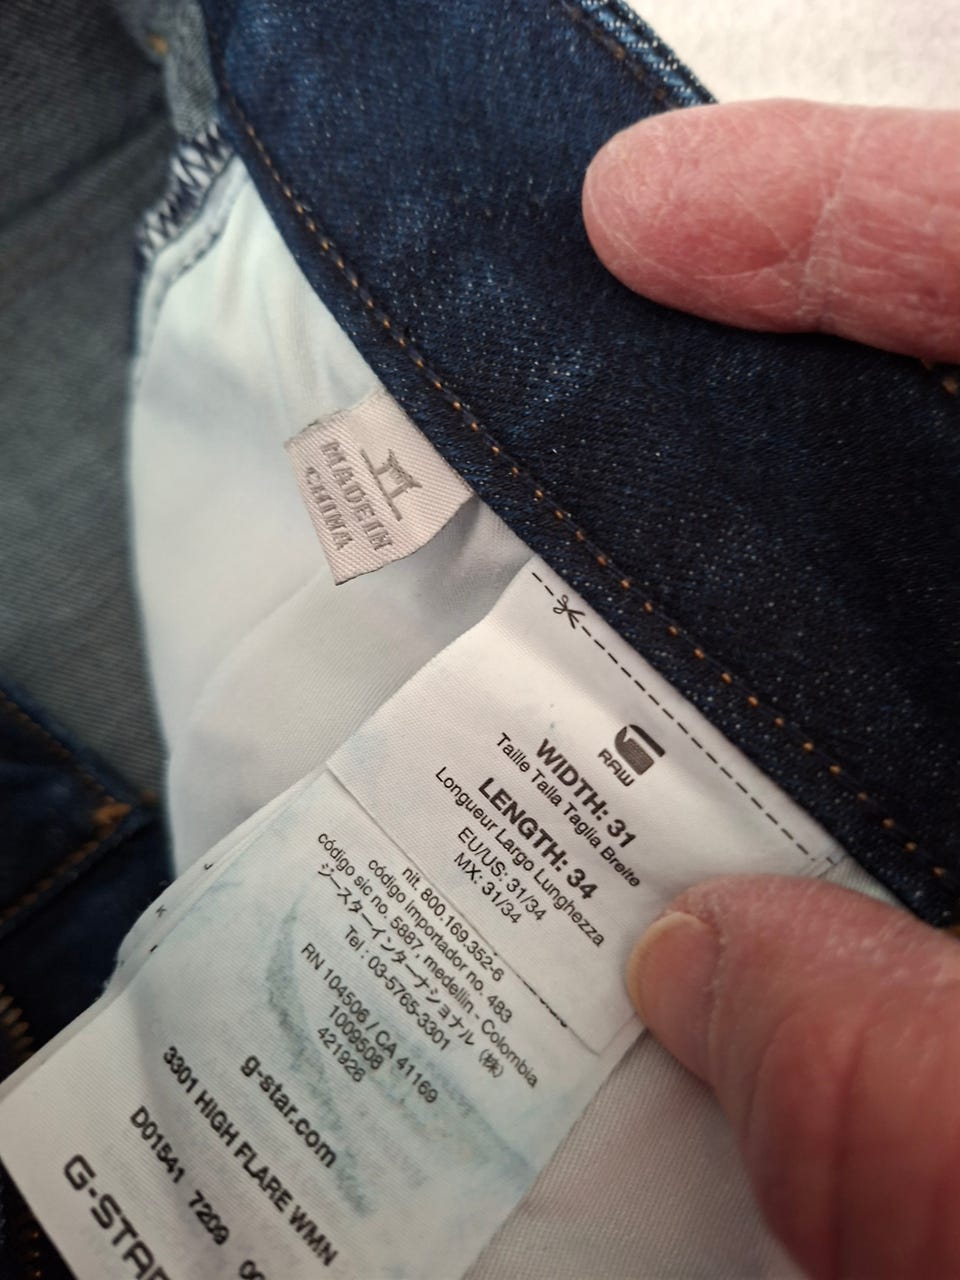 MADE IN
CHINA
RAW
WIDTH: 31
Taille Talla Taglia Breite
LENGTH: 34
Longueur Largo Lunghezza
EU/US: 31/34
MX: 31/34
nit. 800.169.352-6
código importador no. 483
código sic no. 5887, medellin - Colombia
ジースターインターナショナル (株)
Tel : 03-5765-3301
RN 104506 / CA 41169
1009508
421926
g-star.com
3301 HIGH FLARE WMN
D01541 7209
G-STAR